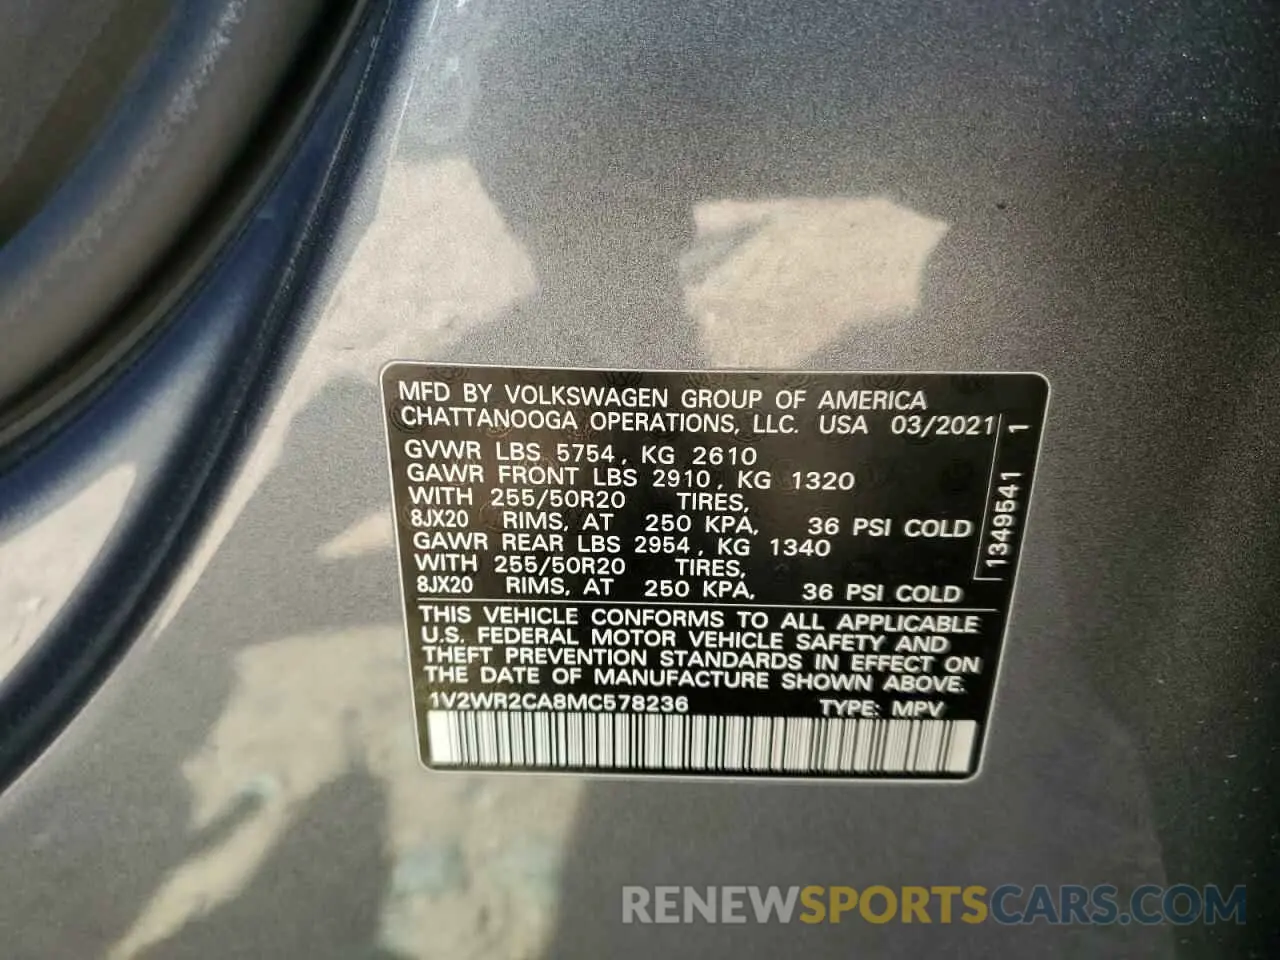 MFD BY VOLKSWAGEN GROUP OF AMERICA
CHATTANOOGA OPERATIONS, LLC. USA 03/2021
GVWR LBS 5754, KG 2610
GAWR FRONT LBS 2910, KG 1320
WITH 255/50R20 TIRES,
8JX20 RIMS, AT 250 KPA, 36 PSI COLD
GAWR REAR LBS 2954, KG 1340
WITH 255/50R20 TIRES,
8JX20 RIMS, AT 250 KPA, 36 PSI COLD
1349541 1
THIS VEHICLE CONFORMS TO ALL APPLICABLE
U.S. FEDERAL MOTOR VEHICLE SAFETY AND
THEFT PREVENTION STANDARDS IN EFFECT ON
THE DATE OF MANUFACTURE SHOWN ABOVE.
1V2WR2CA8MC578236 TYPE: MPV
RENEWSPORTSCARS.COM